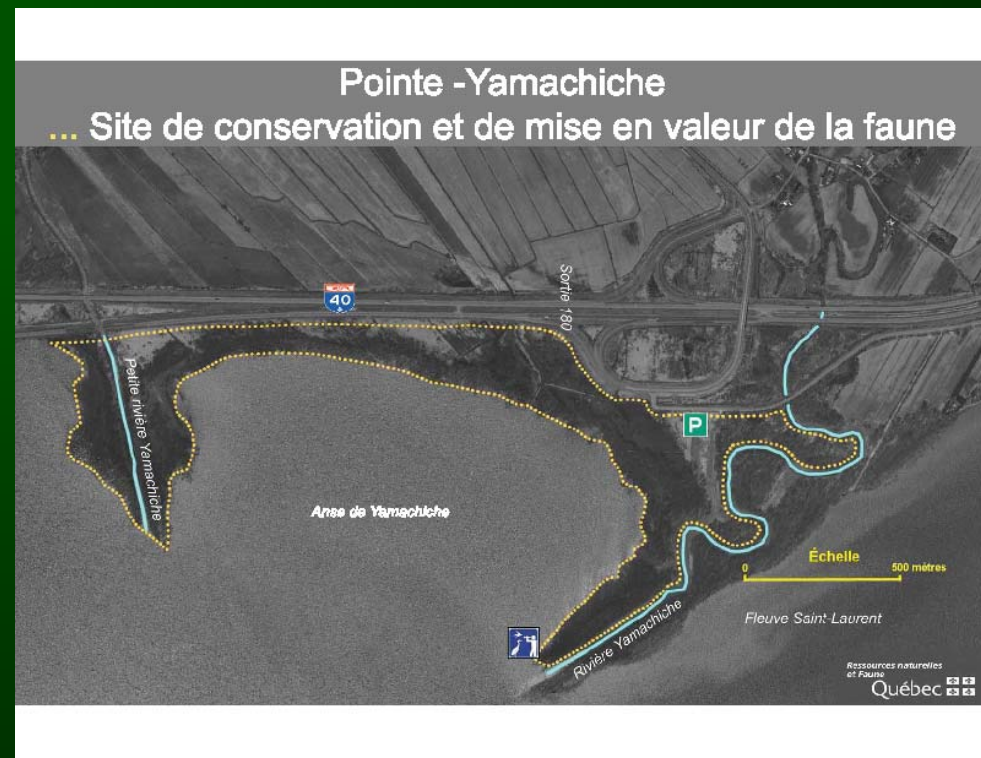 Pointe -Yamachiche
... Site de conservation et de mise en valeur de la faune
40
Sortie 180
Petite rivière Yamachiche
P
Anse de Yamachiche
Échelle
0 500 mètres
Rivière Yamachiche
Fleuve Saint-Laurent
Ressources naturelles
et Faune
Québec